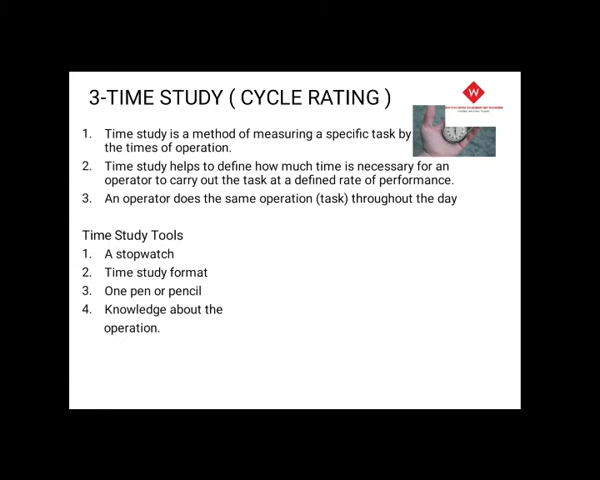 3-TIME STUDY ( CYCLE RATING )
W
1. Time study is a method of measuring a specific task by
the times of operation.
2. Time study helps to define how much time is necessary for an
operator to carry out the task at a defined rate of performance.
3. An operator does the same operation (task) throughout the day
Time Study Tools
1. A stopwatch
2. Time study format
3. One pen or pencil
4. Knowledge about the
operation.